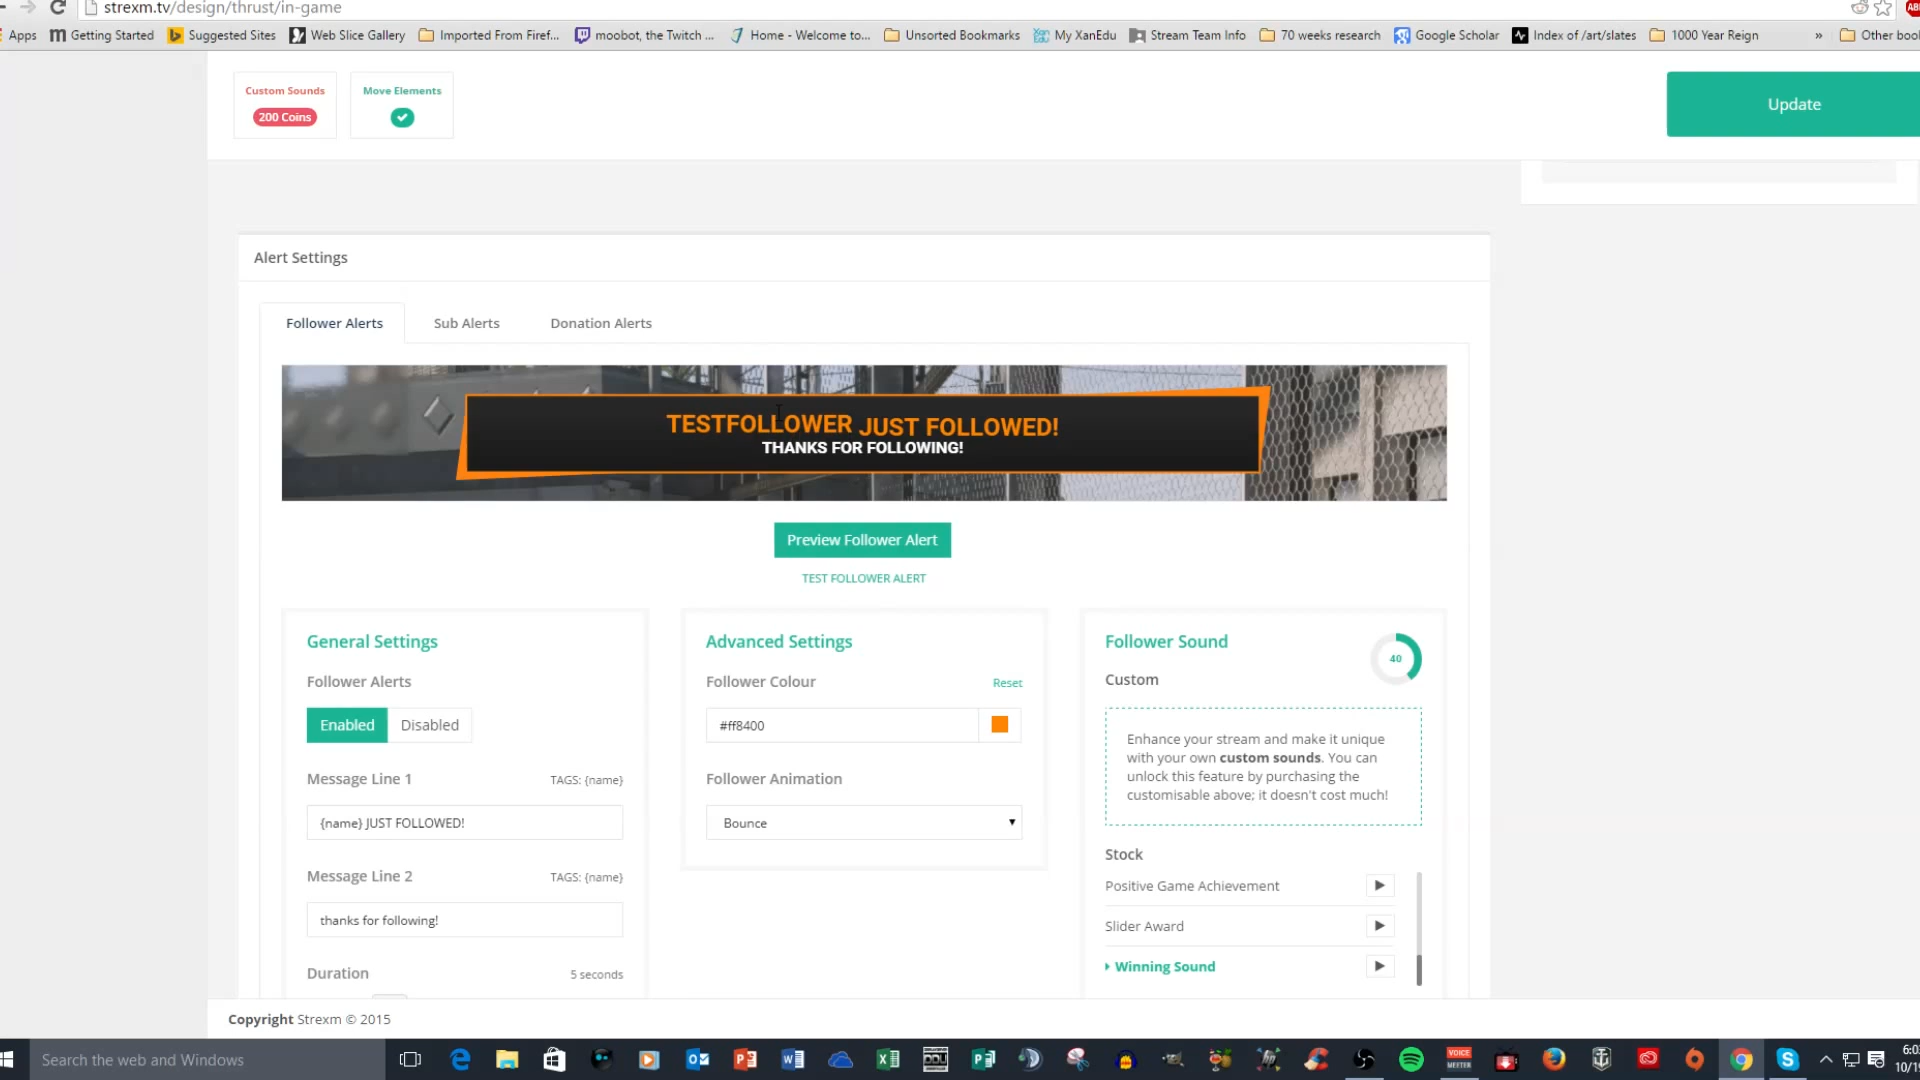 strexm.tv/design/thrust/in-game
Apps Getting Started Suggested Sites Web Slice Gallery Imported From Firef... moobot, the Twitch ... Home - Welcome to... Unsorted Bookmarks My XanEdu Stream Team Info 70 weeks research Google Scholar Index of /art/slates 1000 Year Reign » Other bool
Custom Sounds
200 Coins
Move Elements
Update
Alert Settings
Follower Alerts
Sub Alerts
Donation Alerts
TESTFOLLOWER JUST FOLLOWED!
THANKS FOR FOLLOWING!
Preview Follower Alert
TEST FOLLOWER ALERT
General Settings
Follower Alerts
Enabled Disabled
Message Line 1 TAGS: {name}
{name} JUST FOLLOWED!
Message Line 2 TAGS: {name}
thanks for following!
Duration 5 seconds
Advanced Settings
Follower Colour Reset
#ff8400
Follower Animation
Bounce
Follower Sound
40
Custom
Enhance your stream and make it unique
with your own custom sounds. You can
unlock this feature by purchasing the
customisable above; it doesn't cost much!
Stock
Positive Game Achievement
Slider Award
Winning Sound
Copyright Strexm © 2015
Search the web and Windows
VOICE
MEETER